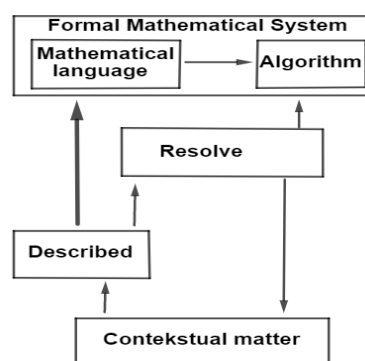 Formal Mathematical System
Mathematical
language
Algorithm
Resolve
Described
Contekstual matter